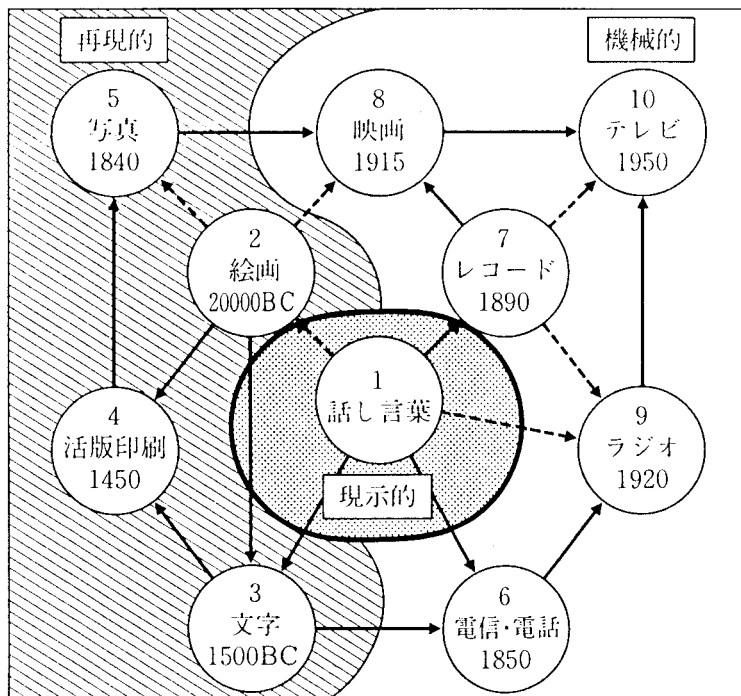 再現的
機械的
5
写真
1840
8
映画
1915
10
テレビ
1950
2
絵画
20000BC
7
レコード
1890
1
話し言葉
現示的
4
活版印刷
1450
9
ラジオ
1920
3
文字
1500BC
6
電信・電話
1850